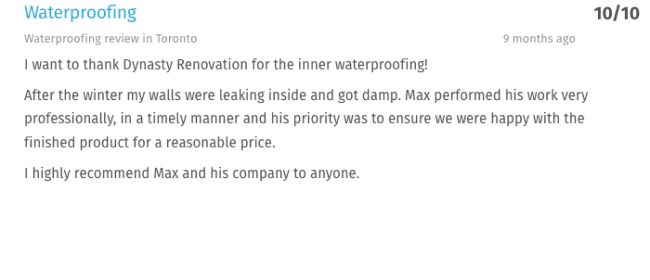 Waterproofing
10/10
Waterproofing review in Toronto
9 months ago
I want to thank Dynasty Renovation for the inner waterproofing!
After the winter my walls were leaking inside and got damp. Max performed his work very
professionally, in a timely manner and his priority was to ensure we were happy with the
finished product for a reasonable price.
I highly recommend Max and his company to anyone.